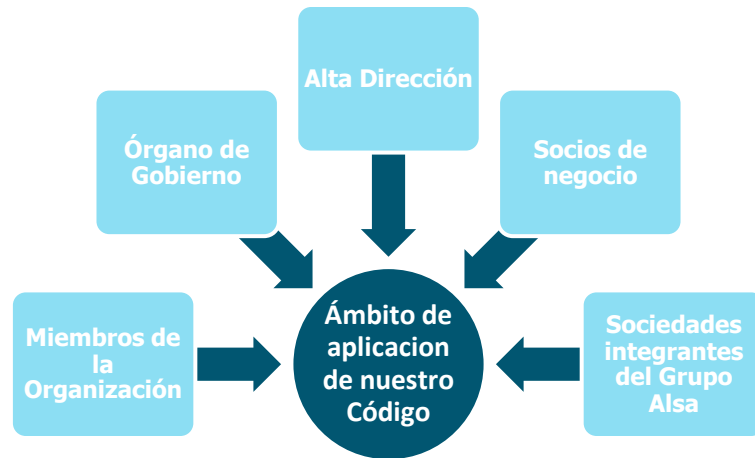 Alta Dirección
Órgano de
Gobierno
Socios de
negocio
Miembros de
la
Organización
Ámbito de
aplicacion
de nuestro
Código
Sociedades
integrantes
del Grupo
Alsa